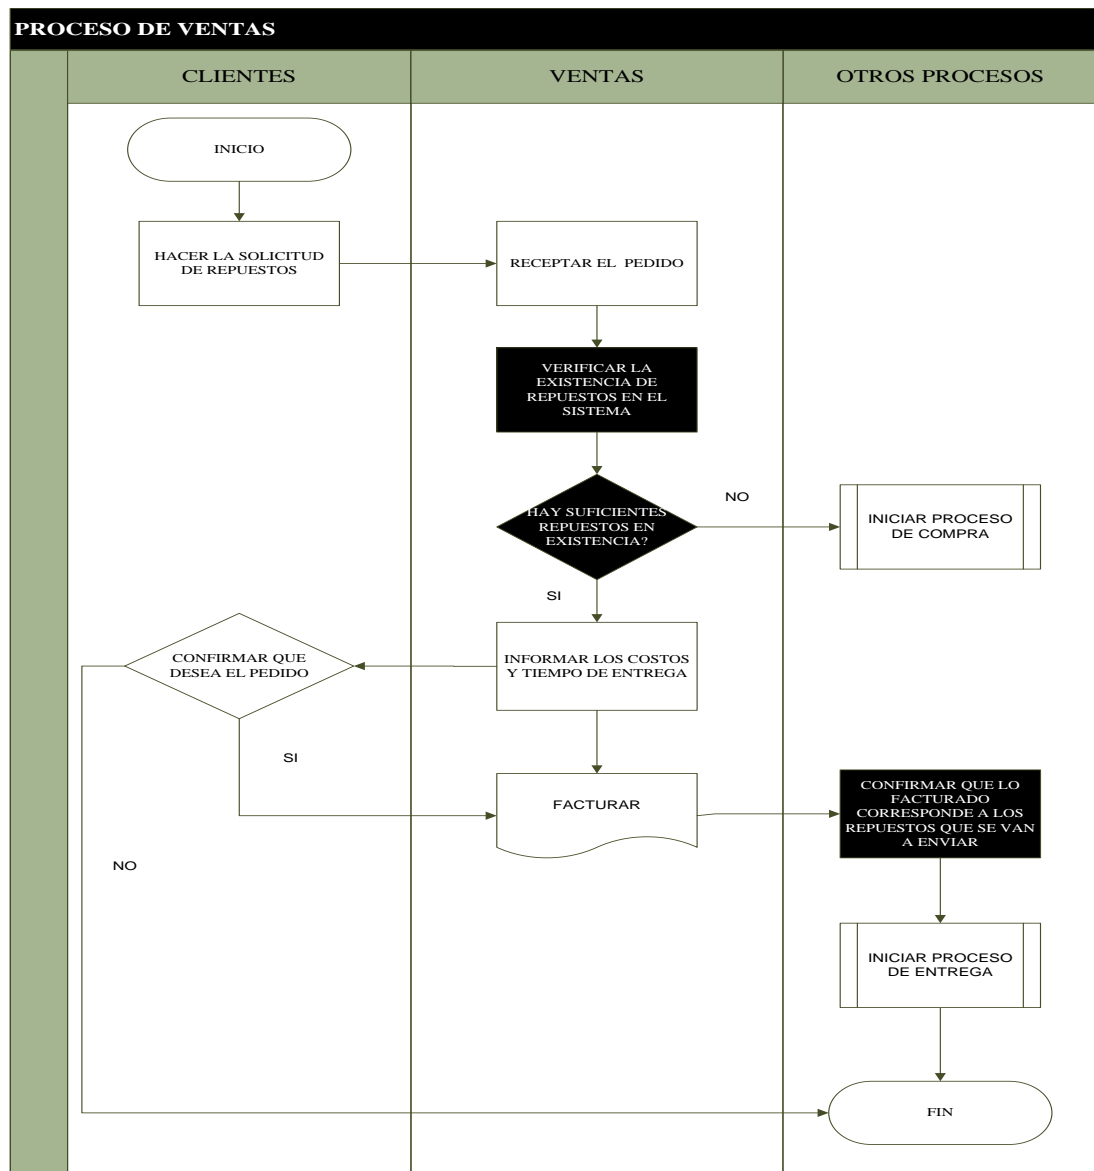 PROCESO DE VENTAS
CLIENTES
VENTAS
OTROS PROCESOS
INICIO
HACER LA SOLICITUD
DE REPUESTOS
RECEPTAR EL PEDIDO
VERIFICAR LA
EXISTENCIA DE
REPUESTOS EN EL
SISTEMA
HAY SUFICIENTES
REPUESTOS EN
EXISTENCIA?
NO
INICIAR PROCESO
DE COMPRA
SI
INFORMAR LOS COSTOS
Y TIEMPO DE ENTREGA
CONFIRMAR QUE
DESEA EL PEDIDO
SI
NO
FACTURAR
CONFIRMAR QUE LO
FACTURADO
CORRESPONDE A LOS
REPUESTOS QUE SE VAN
A ENVIAR
INICIAR PROCESO
DE ENTREGA
FIN